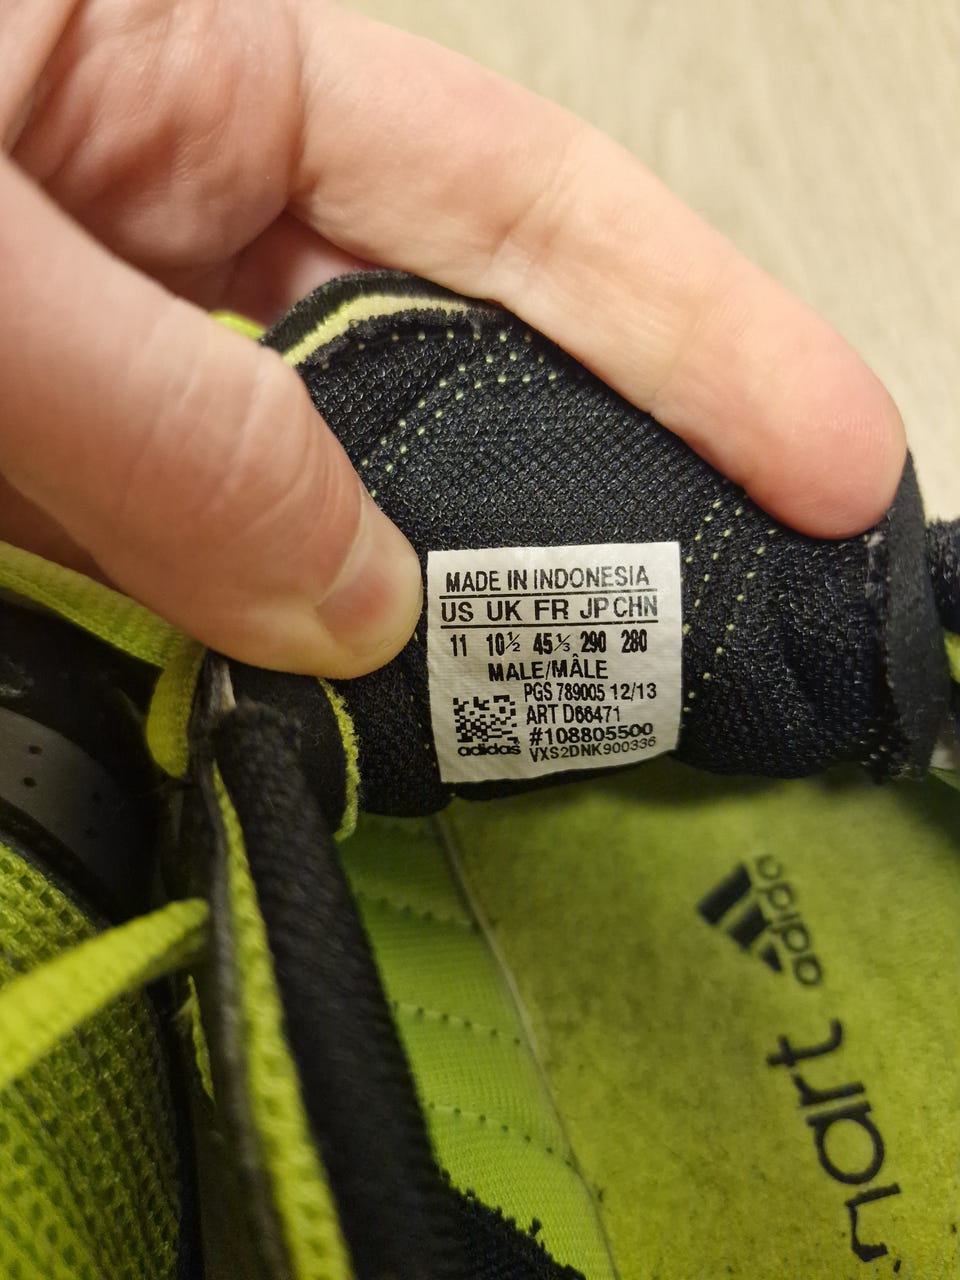 MADE IN INDONESIA
US UK FR JP CHN
11 10½ 45⅓ 290 280
MALE/MÂLE
PGS 789005 12/13
ART D66471
#108805500
adidas VXS2DNK900336
adidas